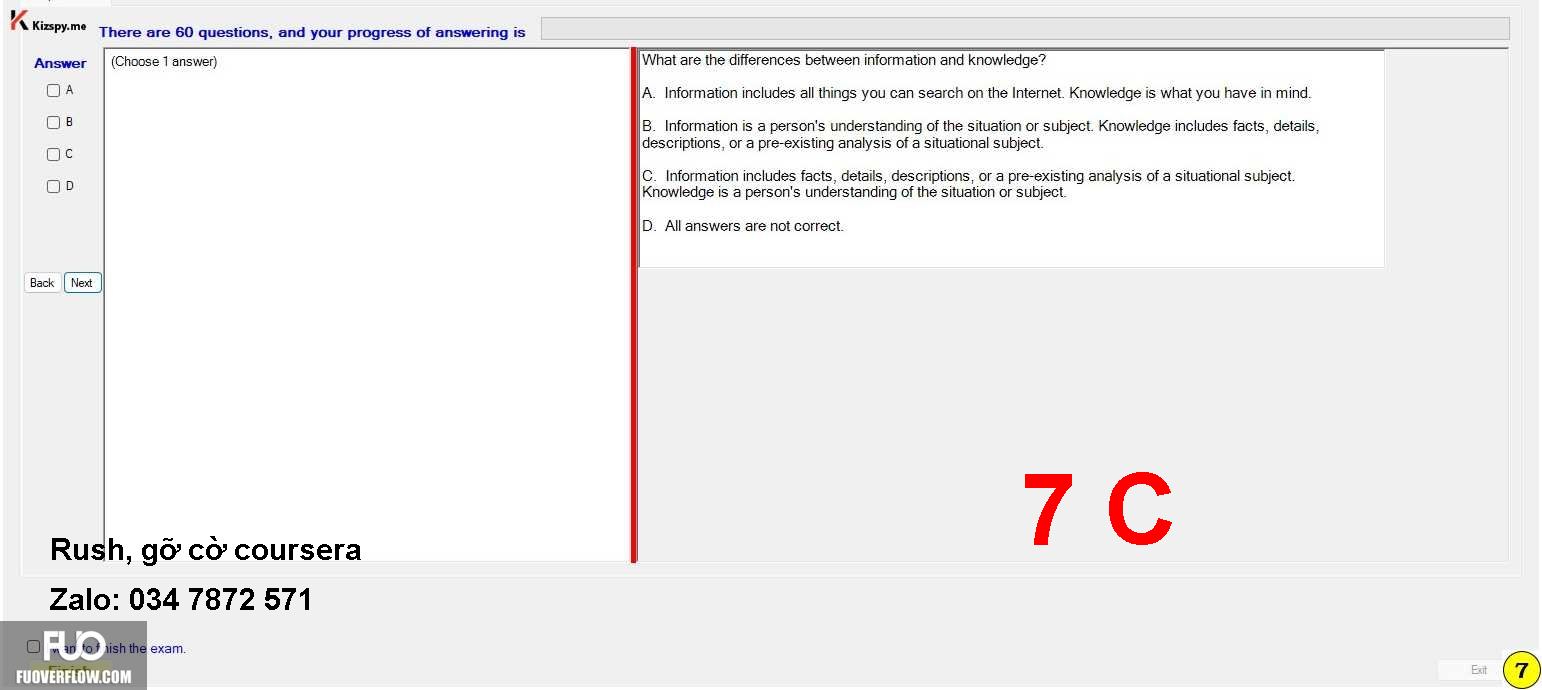 Kizspy.me
There are 60 questions, and your progress of answering is
Answer
(Choose 1 answer)
A
B
C
D
Back Next
What are the differences between information and knowledge?
A. Information includes all things you can search on the Internet. Knowledge is what you have in mind.
B. Information is a person's understanding of the situation or subject. Knowledge includes facts, details,
descriptions, or a pre-existing analysis of a situational subject.
C. Information includes facts, details, descriptions, or a pre-existing analysis of a situational subject.
Knowledge is a person's understanding of the situation or subject.
D. All answers are not correct.
7 C
Rush, gỡ cờ coursera
Zalo: 034 7872 571
the exam.
FUO
FUOVERFLOW.COM
Exit
7